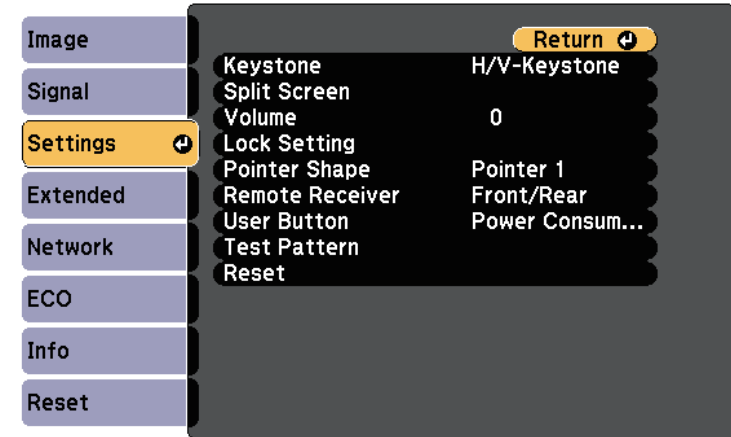 Image
Signal
Settings
Extended
Network
ECO
Info
Reset
Return
Keystone H/V-Keystone
Split Screen
Volume 0
Lock Setting
Pointer Shape Pointer 1
Remote Receiver Front/Rear
User Button Power Consum...
Test Pattern
Reset